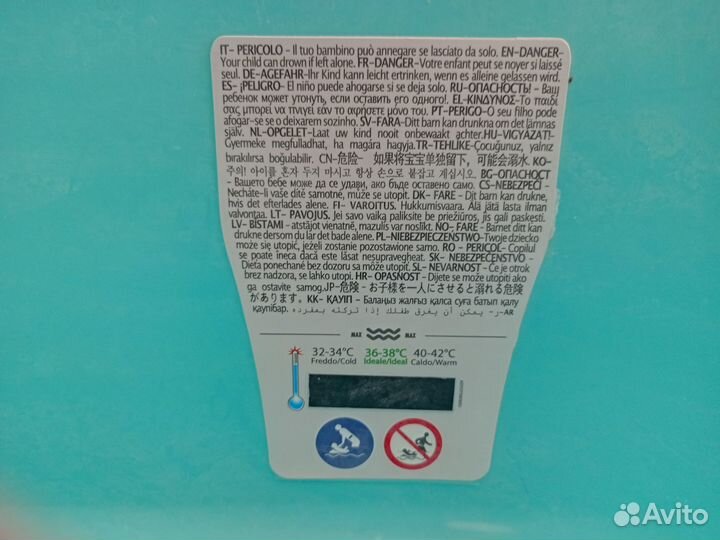 IT- PERICOLO - Il tuo bambino può annegare se lasciato da solo. EN-DANGER-
Your child can drown if left alone. FR-DANGER-Votre enfant peut se noyer si laissé
seul. DE-AGEFAHR-Ihr Kind kann leicht ertrinken, wenn es alleine gelassen wird.
ES- ¡PELIGRO- El niño puede ahogarse si se deja solo. RU-ОПАСНОСТЬ! - Ваш
ребенок может утонуть, если оставить его одного!. EL-ΚΙΝΔΥΝΟΣ-Το παιδί
σας μπορεί να πνιγεί εάν το αφήσετε μόνο του. PT-PERIGO-O seu filho pode
afogar-se se o deixarem sozinho. SV-FARA-Ditt barn kan drunkna om det lämnas
själv. NL-OPGELET-Laat uw kind nooit onbewaakt achter.HU-VIGYÁZAT!-
Gyermeke megfulladhat, ha magára hagyja.TR-TEHLIKE-Çocuğunuz, yalnız
bırakılırsa boğulabilir. CN-危险- 如果将宝宝单独留下，可能会溺水. KO-
주의! 아이를 혼자 두지 마시고 항상 손으로 붙잡고 계십시오. BG-ОПАСНОСТ
- Вашето бебе може да се удави, ако бъде оставено само. CS-NEBEZPEČÍ -
Necháte-li vaše dítě samotné, může se utopit. DK- FARE - Dit barn kan drukne,
hvis det efterlades alene. FI- VAROITUS. Hukkumisvaara. Älä jätä lasta ilman
valvontaa. LT- PAVOJUS. Jei savo vaiką paliksite be priežiūros, jis gali paskęsti.
LV- BĪSTAMI - atstājot vienatnē, mazulis var noslīkt. NO- FARE - Barnet ditt kan
drukne dersom du lar det bade alene. PL-NIEBEZPIECZEŃSTWO-Twoje dziecko
może się utopić, jeżeli zostanie pozostawione samo. RO - PERICOL- Copilul
se poate îneca dacă este lăsat nesupravegheat. SK- NEBEZPEČENSTVO -
Dieťa ponechané bez dozoru sa môže utopiť. SL- NEVARNOST - Če je otrok
brez nadzora, se lahko utopi. HR- OPASNOST - Dijete se može utopiti ako
ga ostavite samog.JP-危険 - お子様を一人にさせると溺れる危険
があります。 KK- ҚАУІП - Балаңыз жалғыз қалса суға батып қалу
қаупі бар. AR-ر- يمكن أن يغرق طفلك إذا تركته بمفرده
MAX MAX
32-34°C 36-38°C 40-42°C
Freddo/Cold Ideale/Ideal Caldo/Warm
Avito